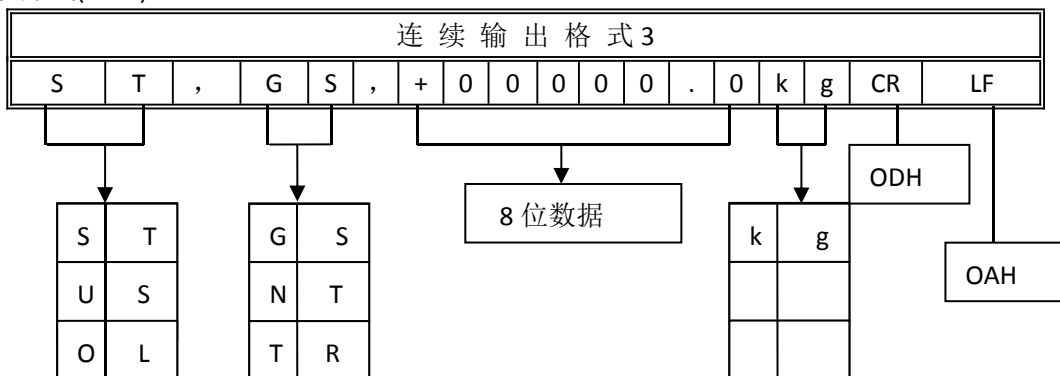 连 续 输 出 格 式 3
S T , G S , + 0 0 0 0 0 . 0 k g CR LF
ODH
8 位数据
S T G S k g
OAH
U S N T
O L T R